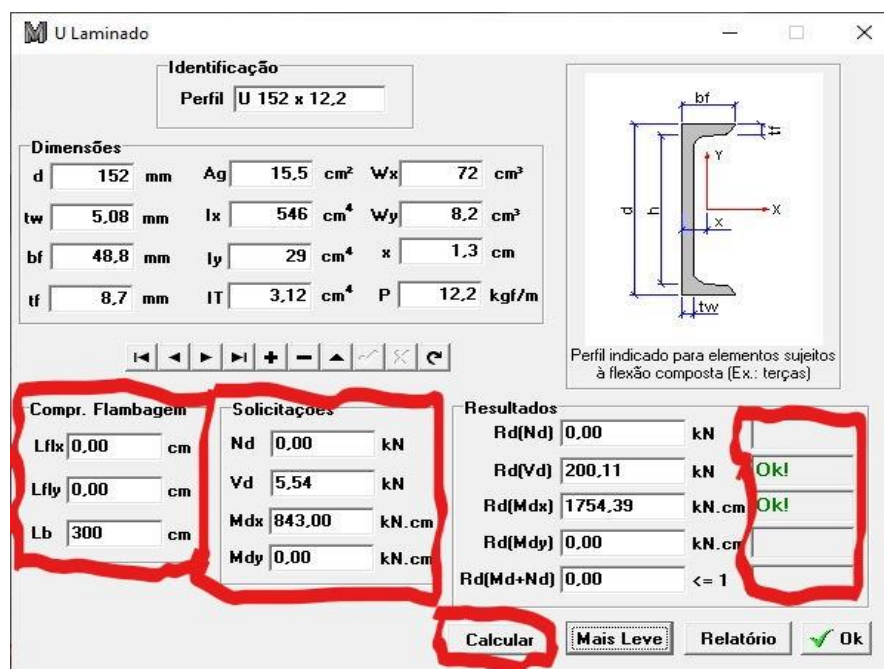 U Laminado
Identificação
Perfil U 152 x 12,2
Dimensões
d 152 mm Ag 15,5 cm² Wx 72 cm³
tw 5,08 mm Ix 546 cm⁴ Wy 8,2 cm³
bf 48,8 mm Iy 29 cm⁴ x 1,3 cm
tf 8,7 mm IT 3,12 cm⁴ P 12,2 kgf/m
bf
tf
Y
d h X
x
tw
Perfil indicado para elementos sujeitos
à flexão composta (Ex.: terças)
Compr. Flambagem
Lflx 0,00 cm
Lfly 0,00 cm
Lb 300 cm
Solicitações
Nd 0,00 kN
Vd 5,54 kN
Mdx 843,00 kN.cm
Mdy 0,00 kN.cm
Resultados
Rd(Nd) 0,00 kN
Rd(Vd) 200,11 kN Ok!
Rd(Mdx) 1754,39 kN.cm Ok!
Rd(Mdy) 0,00 kN.cm
Rd(Md+Nd) 0,00 <= 1
Calcular Mais Leve Relatório Ok